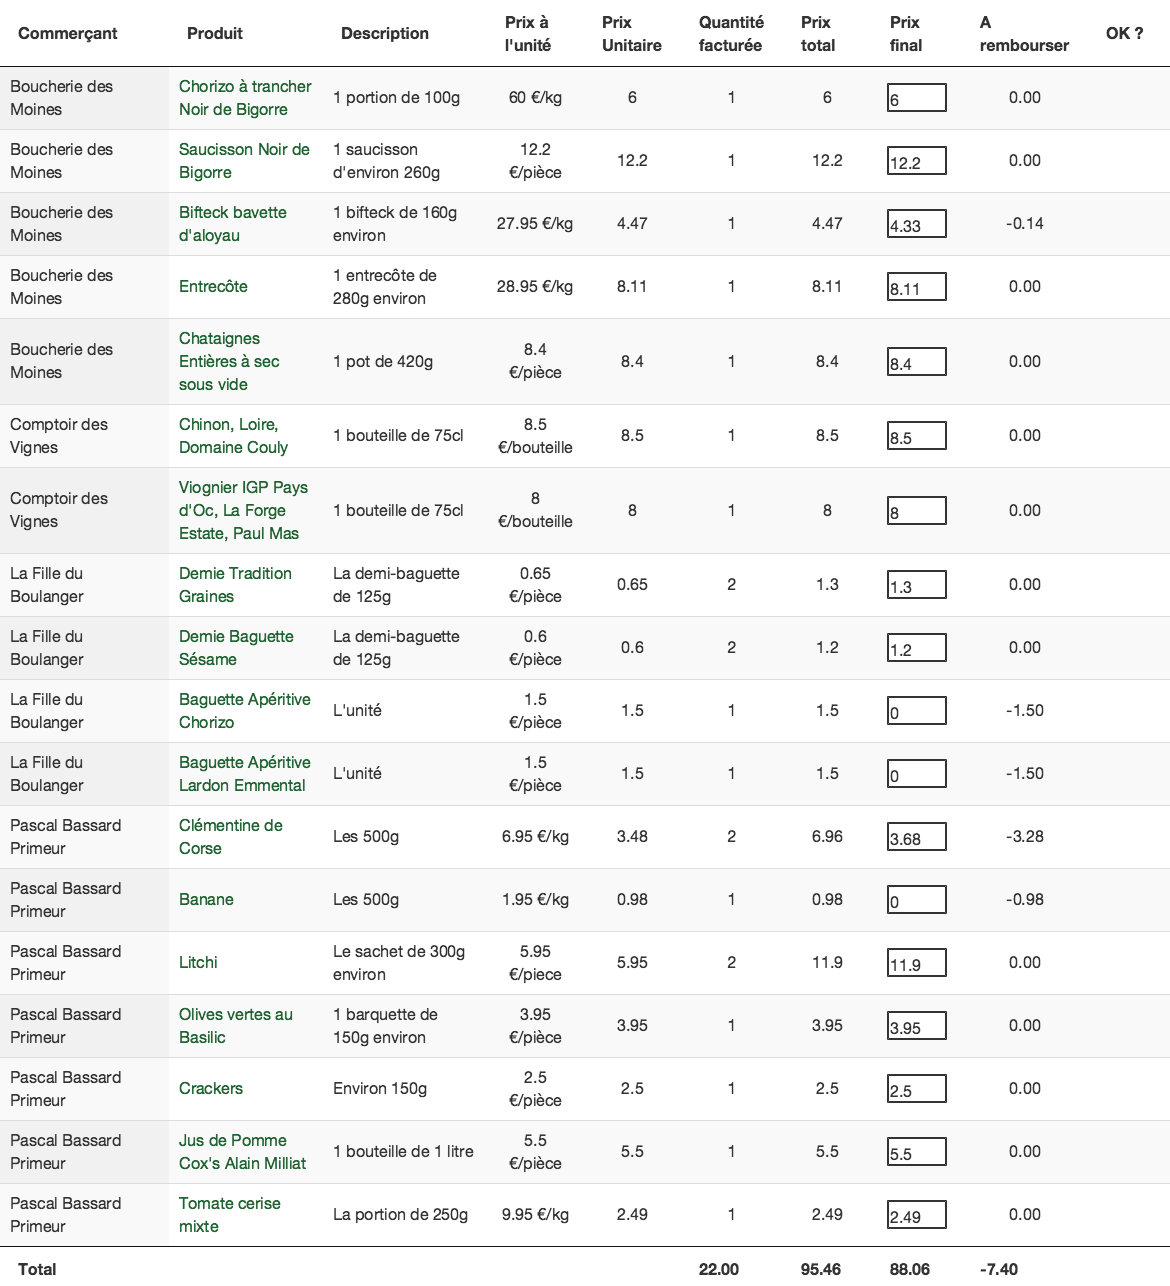 Commerçant Produit Description Prix à l'unité Prix Unitaire Quantité facturée Prix total Prix final A rembourser OK ?
Boucherie des Moines Chorizo à trancher Noir de Bigorre 1 portion de 100g 60 €/kg 6 1 6 6 0.00
Boucherie des Moines Saucisson Noir de Bigorre 1 saucisson d'environ 260g 12.2 €/pièce 12.2 1 12.2 12.2 0.00
Boucherie des Moines Bifteck bavette d'aloyau 1 bifteck de 160g environ 27.95 €/kg 4.47 1 4.47 4.33 -0.14
Boucherie des Moines Entrecôte 1 entrecôte de 280g environ 28.95 €/kg 8.11 1 8.11 8.11 0.00
Boucherie des Moines Chataignes Entières à sec sous vide 1 pot de 420g 8.4 €/pièce 8.4 1 8.4 8.4 0.00
Comptoir des Vignes Chinon, Loire, Domaine Couly 1 bouteille de 75cl 8.5 €/bouteille 8.5 1 8.5 8.5 0.00
Comptoir des Vignes Viognier IGP Pays d'Oc, La Forge Estate, Paul Mas 1 bouteille de 75cl 8 €/bouteille 8 1 8 8 0.00
La Fille du Boulanger Demie Tradition Graines La demi-baguette de 125g 0.65 €/pièce 0.65 2 1.3 1.3 0.00
La Fille du Boulanger Demie Baguette Sésame La demi-baguette de 125g 0.6 €/pièce 0.6 2 1.2 1.2 0.00
La Fille du Boulanger Baguette Apéritive Chorizo L'unité 1.5 €/pièce 1.5 1 1.5 0 -1.50
La Fille du Boulanger Baguette Apéritive Lardon Emmental L'unité 1.5 €/pièce 1.5 1 1.5 0 -1.50
Pascal Bassard Primeur Clémentine de Corse Les 500g 6.95 €/kg 3.48 2 6.96 3.68 -3.28
Pascal Bassard Primeur Banane Les 500g 1.95 €/kg 0.98 1 0.98 0 -0.98
Pascal Bassard Primeur Litchi Le sachet de 300g environ 5.95 €/piece 5.95 2 11.9 11.9 0.00
Pascal Bassard Primeur Olives vertes au Basilic 1 barquette de 150g environ 3.95 €/pièce 3.95 1 3.95 3.95 0.00
Pascal Bassard Primeur Crackers Environ 150g 2.5 €/pièce 2.5 1 2.5 2.5 0.00
Pascal Bassard Primeur Jus de Pomme Cox's Alain Milliat 1 bouteille de 1 litre 5.5 €/pièce 5.5 1 5.5 5.5 0.00
Pascal Bassard Primeur Tomate cerise mixte La portion de 250g 9.95 €/kg 2.49 1 2.49 2.49 0.00
Total 22.00 95.46 88.06 -7.40